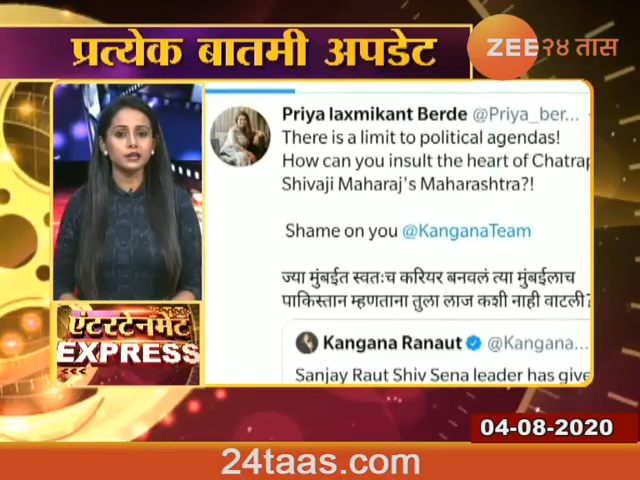 प्रत्येक बातमी अपडेट
ZEE २४ तास
Priya laxmikant Berde @Priya_ber...
There is a limit to political agendas!
How can you insult the heart of Chatrap
Shivaji Maharaj's Maharashtra?!
Shame on you @KanganaTeam
ज्या मुंबईत स्वतःच करियर बनवलं त्या मुंबईलाच
पाकिस्तान म्हणताना तुला लाज कशी नाही वाटली?
Kangana Ranaut @Kangana...
Sanjay Raut Shiv Sena leader has give
एंटरटेनमेंट
EXPRESS
04-08-2020
24taas.com